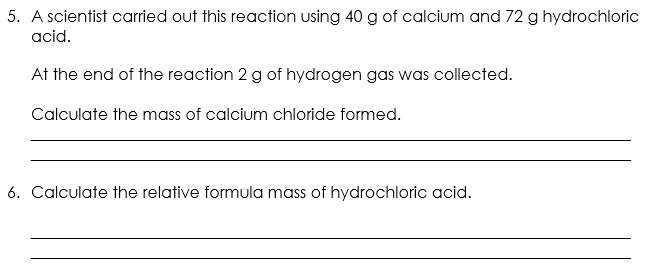 5. A scientist carried out this reaction using 40 g of calcium and 72 g hydrochloric
acid.
At the end of the reaction 2 g of hydrogen gas was collected.
Calculate the mass of calcium chloride formed.
6. Calculate the relative formula mass of hydrochloric acid.